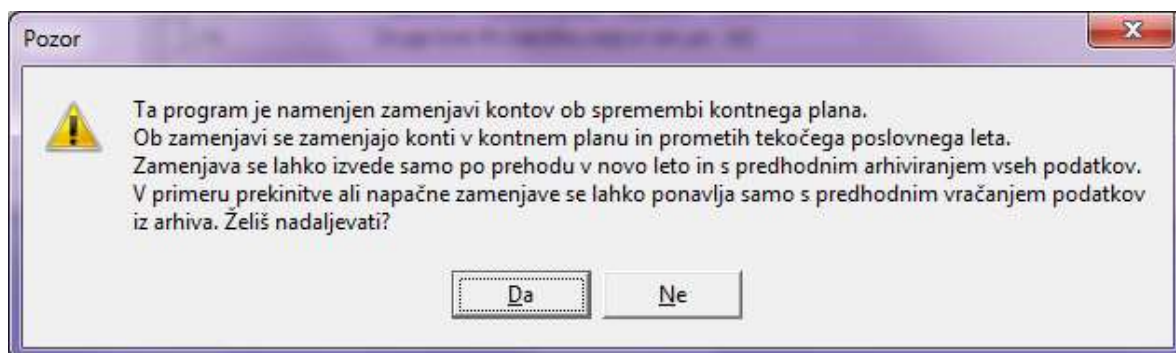 Pozor
Ta program je namenjen zamenjavi kontov ob spremembi kontnega plana.
Ob zamenjavi se zamenjajo konti v kontnem planu in prometih tekočega poslovnega leta.
Zamenjava se lahko izvede samo po prehodu v novo leto in s predhodnim arhiviranjem vseh podatkov.
V primeru prekinitve ali napačne zamenjave se lahko ponavlja samo s predhodnim vračanjem podatkov
iz arhiva. Želiš nadaljevati?
Da Ne